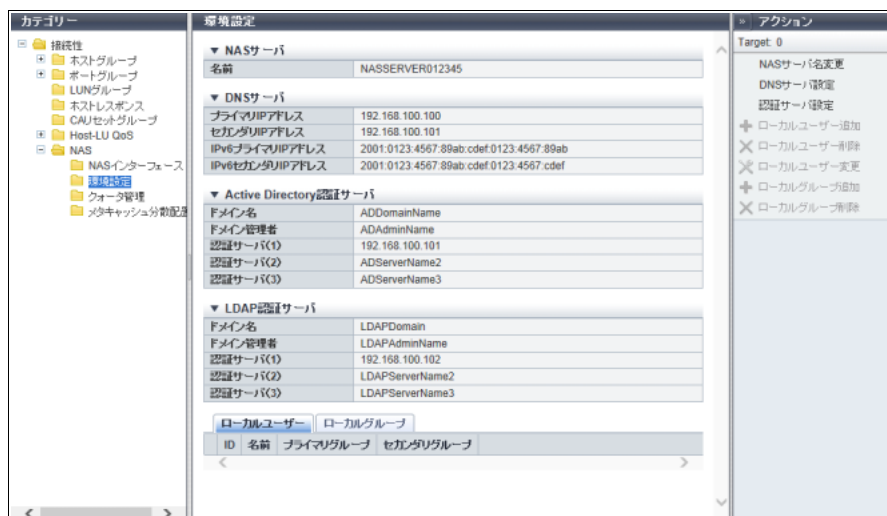 カテゴリー
接続性
ホストグループ
ポートグループ
LUNグループ
ホストレスポンス
CA/リセットグループ
Host-LU QoS
NAS
NASインターフェース
環境設定
クォータ管理
メタキャッシュ分散配置
環境設定
▼ NASサーバ
名前 NASSERVER012345
▼ DNSサーバ
プライマリIPアドレス 192.168.100.100
セカンダリIPアドレス 192.168.100.101
IPv6プライマリIPアドレス 2001:0123:4567:89ab:cdef:0123:4567:89ab
IPv6セカンダリIPアドレス 2001:0123:4567:89ab:cdef:0123:4567:cdef
▼ Active Directory認証サーバ
ドメイン名 ADDomainName
ドメイン管理者 ADAdminName
認証サーバ(1) 192.168.100.101
認証サーバ(2) ADServerName2
認証サーバ(3) ADServerName3
▼ LDAP認証サーバ
ドメイン名 LDAPDomain
ドメイン管理者 LDAPAdminName
認証サーバ(1) 192.168.100.102
認証サーバ(2) LDAPServerName2
認証サーバ(3) LDAPServerName3
ローカルユーザー ローカルグループ
ID 名前 プライマリグループ セカンダリグループ
» アクション
Target: 0
NASサーバ名変更
DNSサーバ設定
認証サーバ設定
ローカルユーザー追加
ローカルユーザー削除
ローカルユーザー変更
ローカルグループ追加
ローカルグループ削除